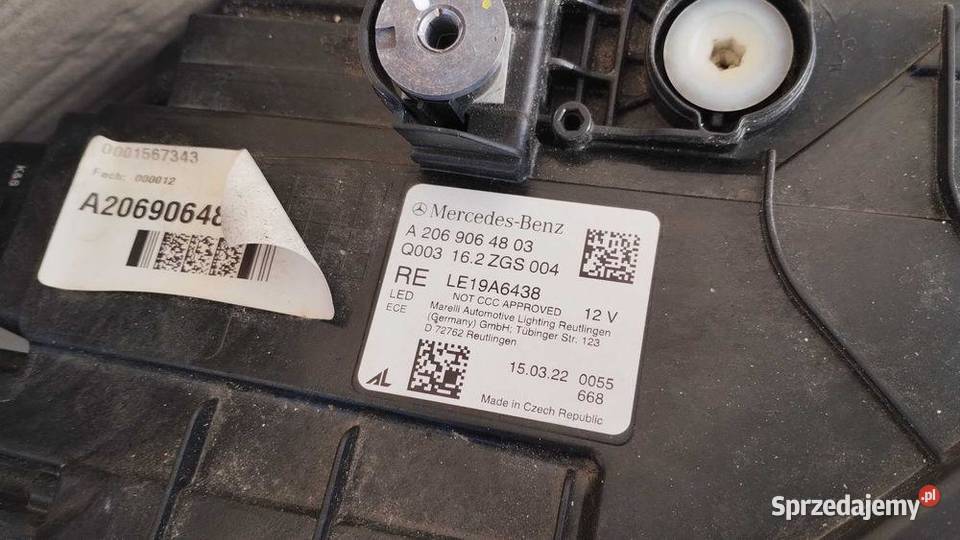 0001567343
Fach: 000012
A20690648
K&S
Mercedes-Benz
A 206 906 48 03
Q003 16.2 ZGS 004
RE LE19A6438
LED NOT CCC APPROVED 12 V
ECE Marelli Automotive Lighting Reutlingen
(Germany) GmbH; Tübinger Str. 123
D 72762 Reutlingen
AL 15.03.22 0055
668
Made in Czech Republic
Sprzedajemy.pl